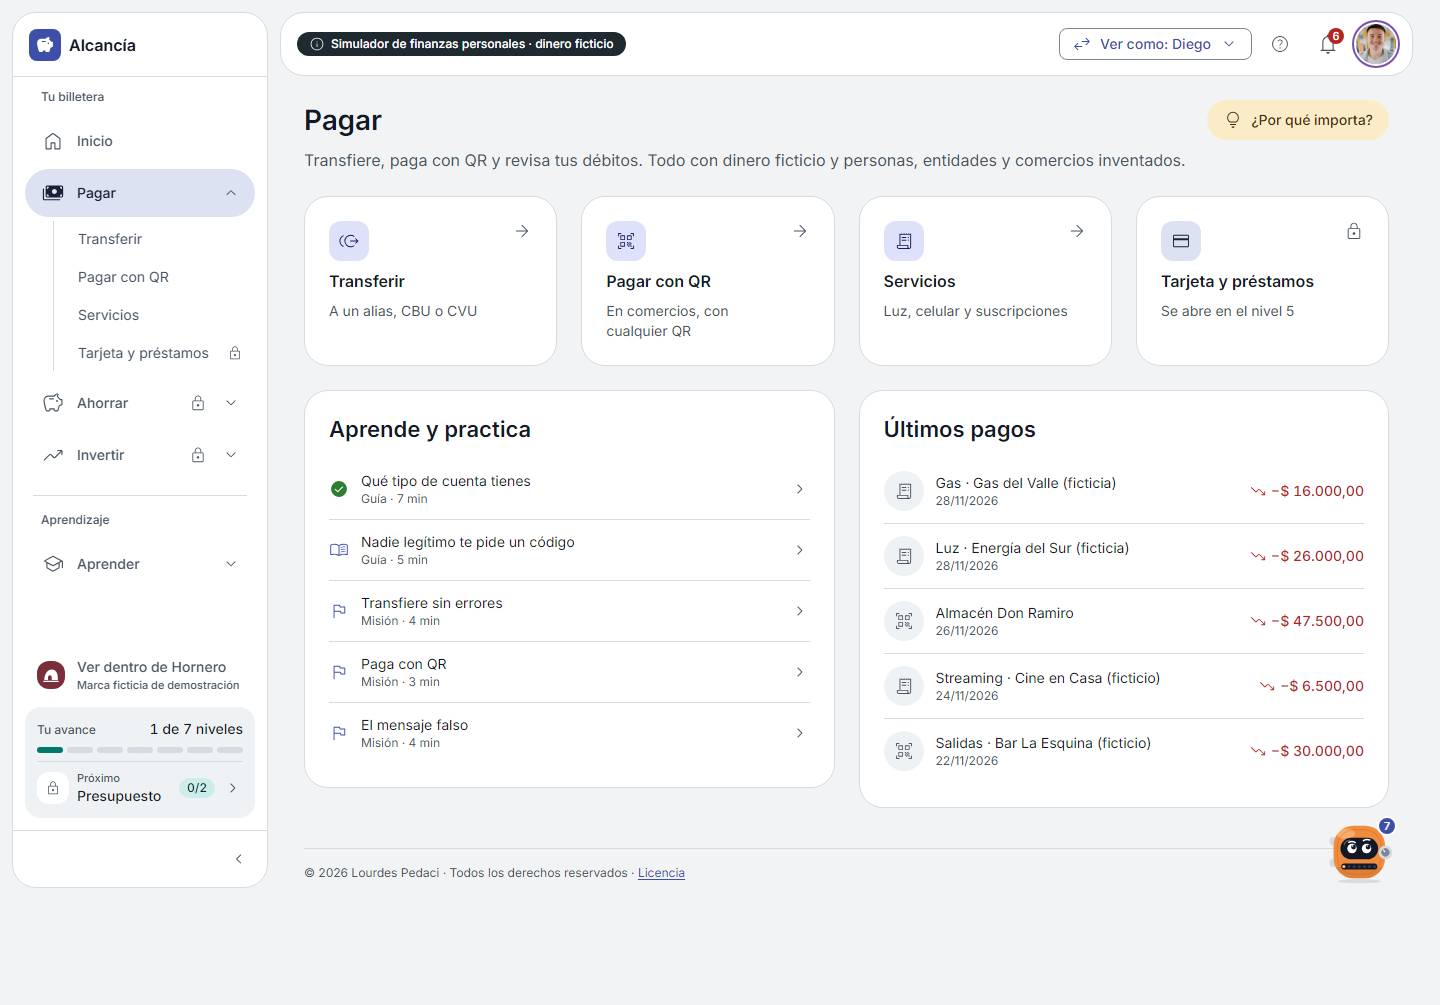 Alcancía
Simulador de finanzas personales · dinero ficticio
Ver como: Diego
6
Tu billetera
Inicio
Pagar
Transferir
Pagar con QR
Servicios
Tarjeta y préstamos
Ahorrar
Invertir
Aprendizaje
Aprender
Ver dentro de Hornero
Marca ficticia de demostración
Tu avance
1 de 7 niveles
Próximo
Presupuesto
0/2
Pagar
¿Por qué importa?
Transfiere, paga con QR y revisa tus débitos. Todo con dinero ficticio y personas, entidades y comercios inventados.
Transferir
A un alias, CBU o CVU
Pagar con QR
En comercios, con
cualquier QR
Servicios
Luz, celular y suscripciones
Tarjeta y préstamos
Se abre en el nivel 5
Aprende y practica
Qué tipo de cuenta tienes
Guía · 7 min
Nadie legítimo te pide un código
Guía · 5 min
Transfiere sin errores
Misión · 4 min
Paga con QR
Misión · 3 min
El mensaje falso
Misión · 4 min
Últimos pagos
Gas · Gas del Valle (ficticia)
28/11/2026
−$ 16.000,00
Luz · Energía del Sur (ficticia)
28/11/2026
−$ 26.000,00
Almacén Don Ramiro
26/11/2026
−$ 47.500,00
Streaming · Cine en Casa (ficticio)
24/11/2026
−$ 6.500,00
Salidas · Bar La Esquina (ficticio)
22/11/2026
−$ 30.000,00
7
© 2026 Lourdes Pedaci · Todos los derechos reservados · Licencia